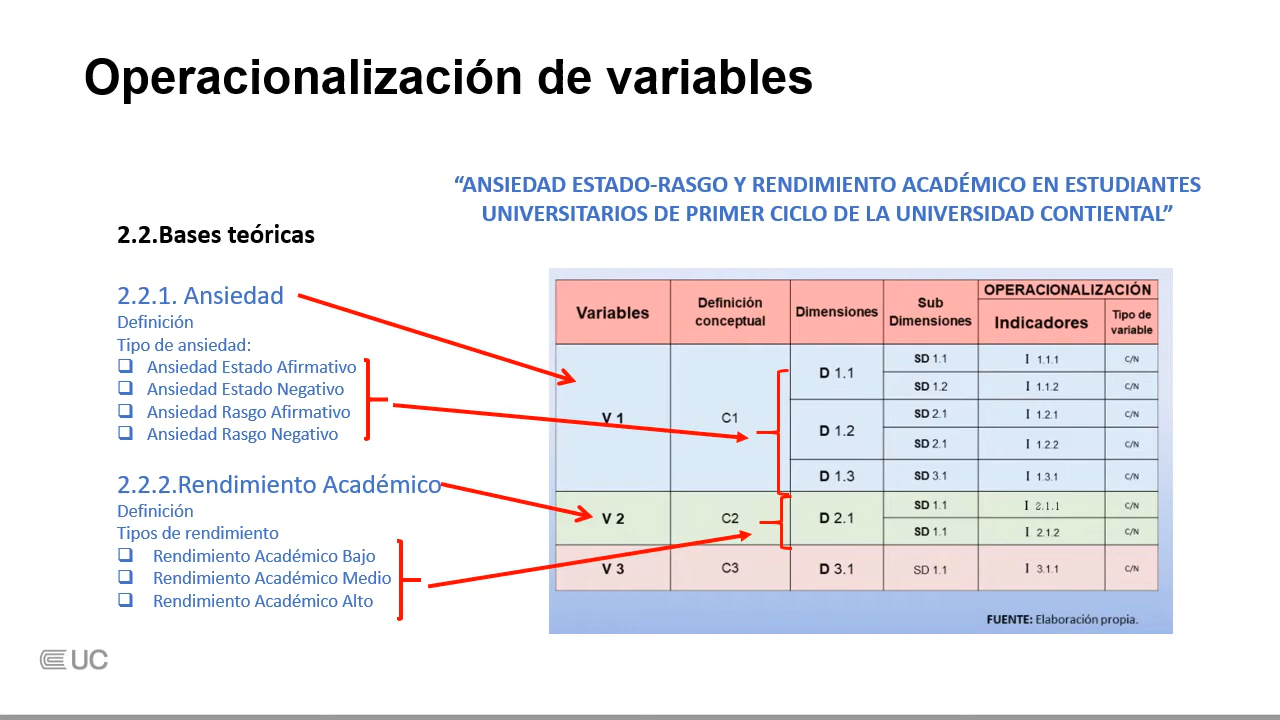 Operacionalización de variables
“ANSIEDAD ESTADO-RASGO Y RENDIMIENTO ACADÉMICO EN ESTUDIANTES
UNIVERSITARIOS DE PRIMER CICLO DE LA UNIVERSIDAD CONTIENTAL”
2.2.Bases teóricas
2.2.1. Ansiedad
Definición
Tipo de ansiedad:
❑ Ansiedad Estado Afirmativo
❑ Ansiedad Estado Negativo
❑ Ansiedad Rasgo Afirmativo
❑ Ansiedad Rasgo Negativo
2.2.2.Rendimiento Académico
Definición
Tipos de rendimiento
❑ Rendimiento Académico Bajo
❑ Rendimiento Académico Medio
❑ Rendimiento Académico Alto
Variables
Definición
conceptual
Dimensiones
Sub
Dimensiones
OPERACIONALIZACIÓN
Indicadores
Tipo de
variable
V 1
C1
D 1.1
SD 1.1 I 1.1.1 C/N
SD 1.2 I 1.1.2 C/N
D 1.2
SD 2.1 I 1.2.1 C/N
SD 2.1 I 1.2.2 C/N
D 1.3 SD 3.1 I 1.3.1 C/N
V 2
C2
D 2.1
SD 1.1 I 2.1.1 C/N
SD 1.1 I 2.1.2 C/N
V 3 C3 D 3.1 SD 1.1 I 3.1.1 C/N
FUENTE: Elaboración propia.
UC